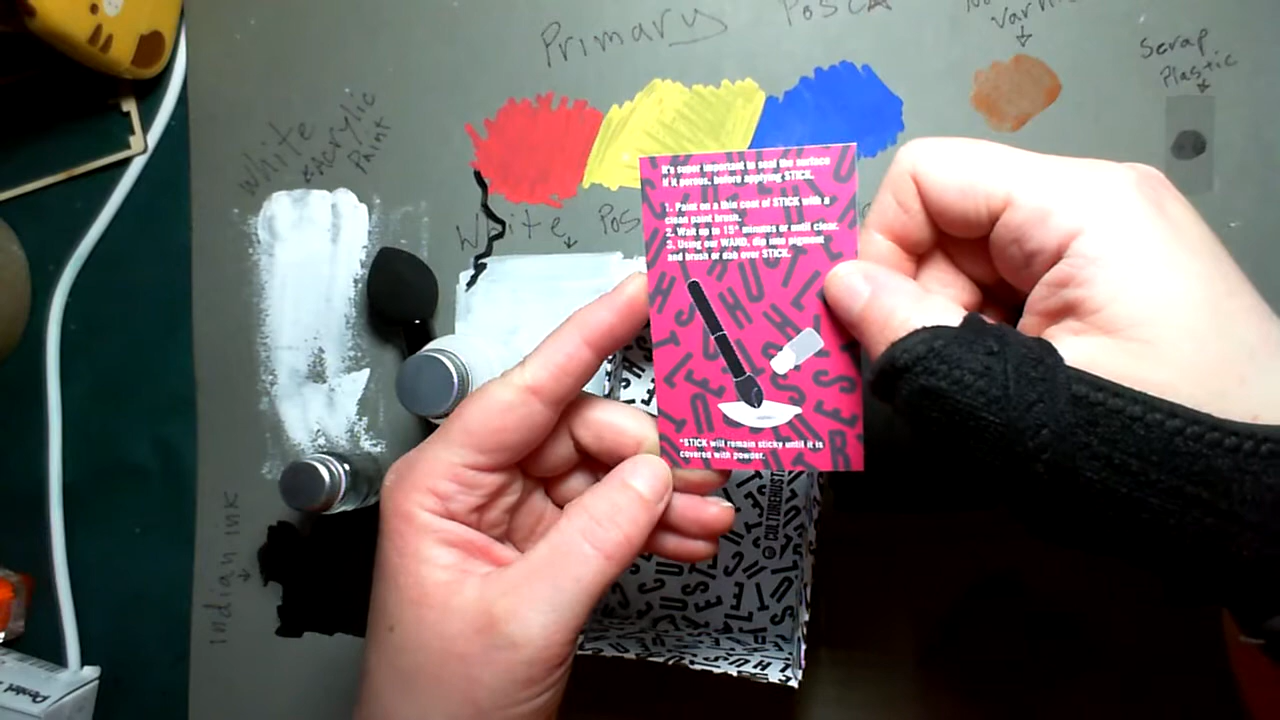 Primary
Posca
Scrap
Plastic
White
Acrylic
Paint
White
Indian ink
It's super important to seal the surface
if it porous, before applying STICK.
1. Paint on a thin coat of STICK with a
clean paint brush.
2. Wait up to 15* minutes or until clear.
3. Using our WAND, dip into pigment
and brush or dab over STICK.
*STICK will remain sticky until it is
covered with powder.